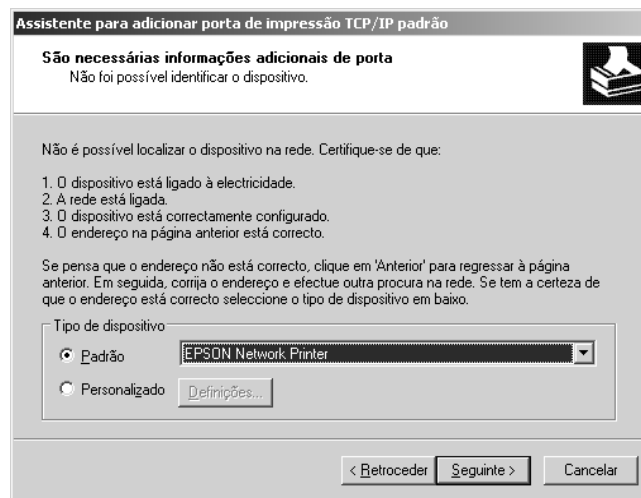 Assistente para adicionar porta de impressão TCP/IP padrão
São necessárias informações adicionais de porta
Não foi possível identificar o dispositivo.
Não é possível localizar o dispositivo na rede. Certifique-se de que:
1. O dispositivo está ligado à electricidade.
2. A rede está ligada.
3. O dispositivo está correctamente configurado.
4. O endereço na página anterior está correcto.
Se pensa que o endereço não está correcto, clique em 'Anterior' para regressar à página
anterior. Em seguida, corrija o endereço e efectue outra procura na rede. Se tem a certeza de
que o endereço está correcto seleccione o tipo de dispositivo em baixo.
Tipo de dispositivo
Padrão EPSON Network Printer
Personalizado Definições...
< Retroceder Seguinte > Cancelar